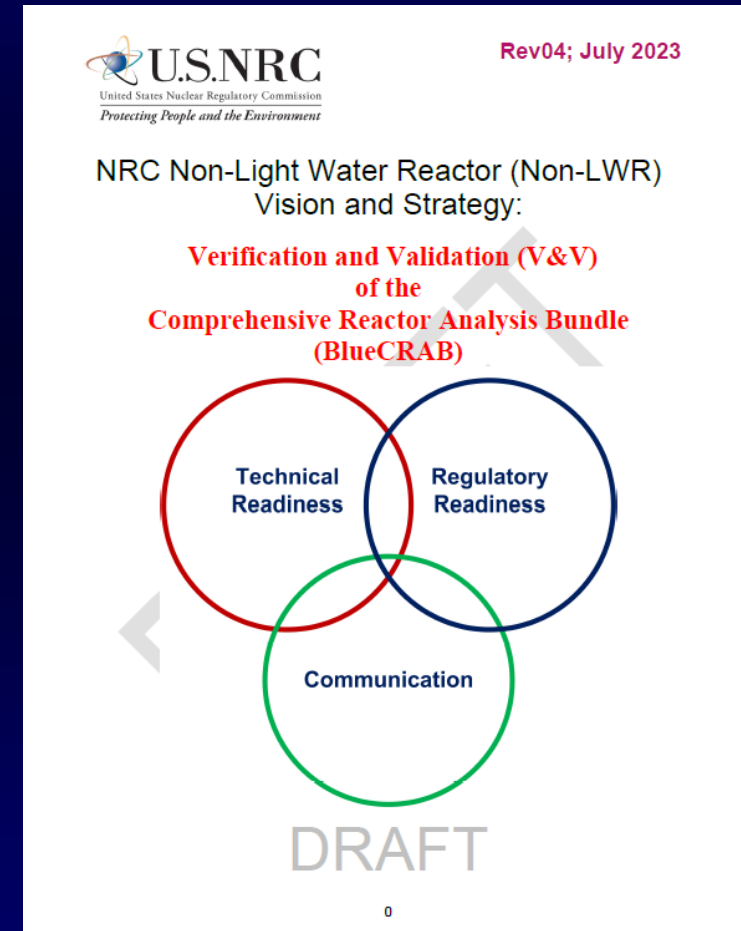 Rev04; July 2023
U.S.NRC
United States Nuclear Regulatory Commission
Protecting People and the Environment
NRC Non-Light Water Reactor (Non-LWR)
Vision and Strategy:
Verification and Validation (V&V)
of the
Comprehensive Reactor Analysis Bundle
(BlueCRAB)
Technical
Readiness
Regulatory
Readiness
Communication
DRAFT
0